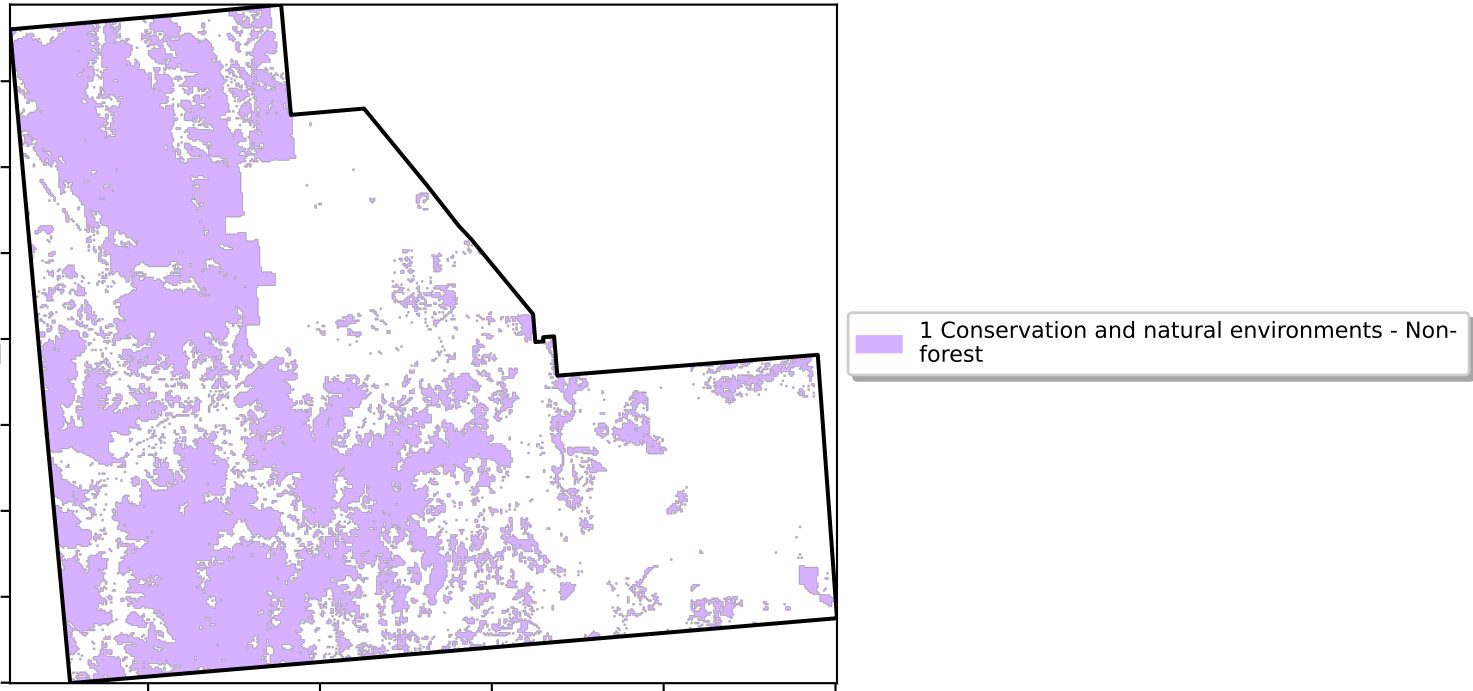 1 Conservation and natural environments - Non-
forest